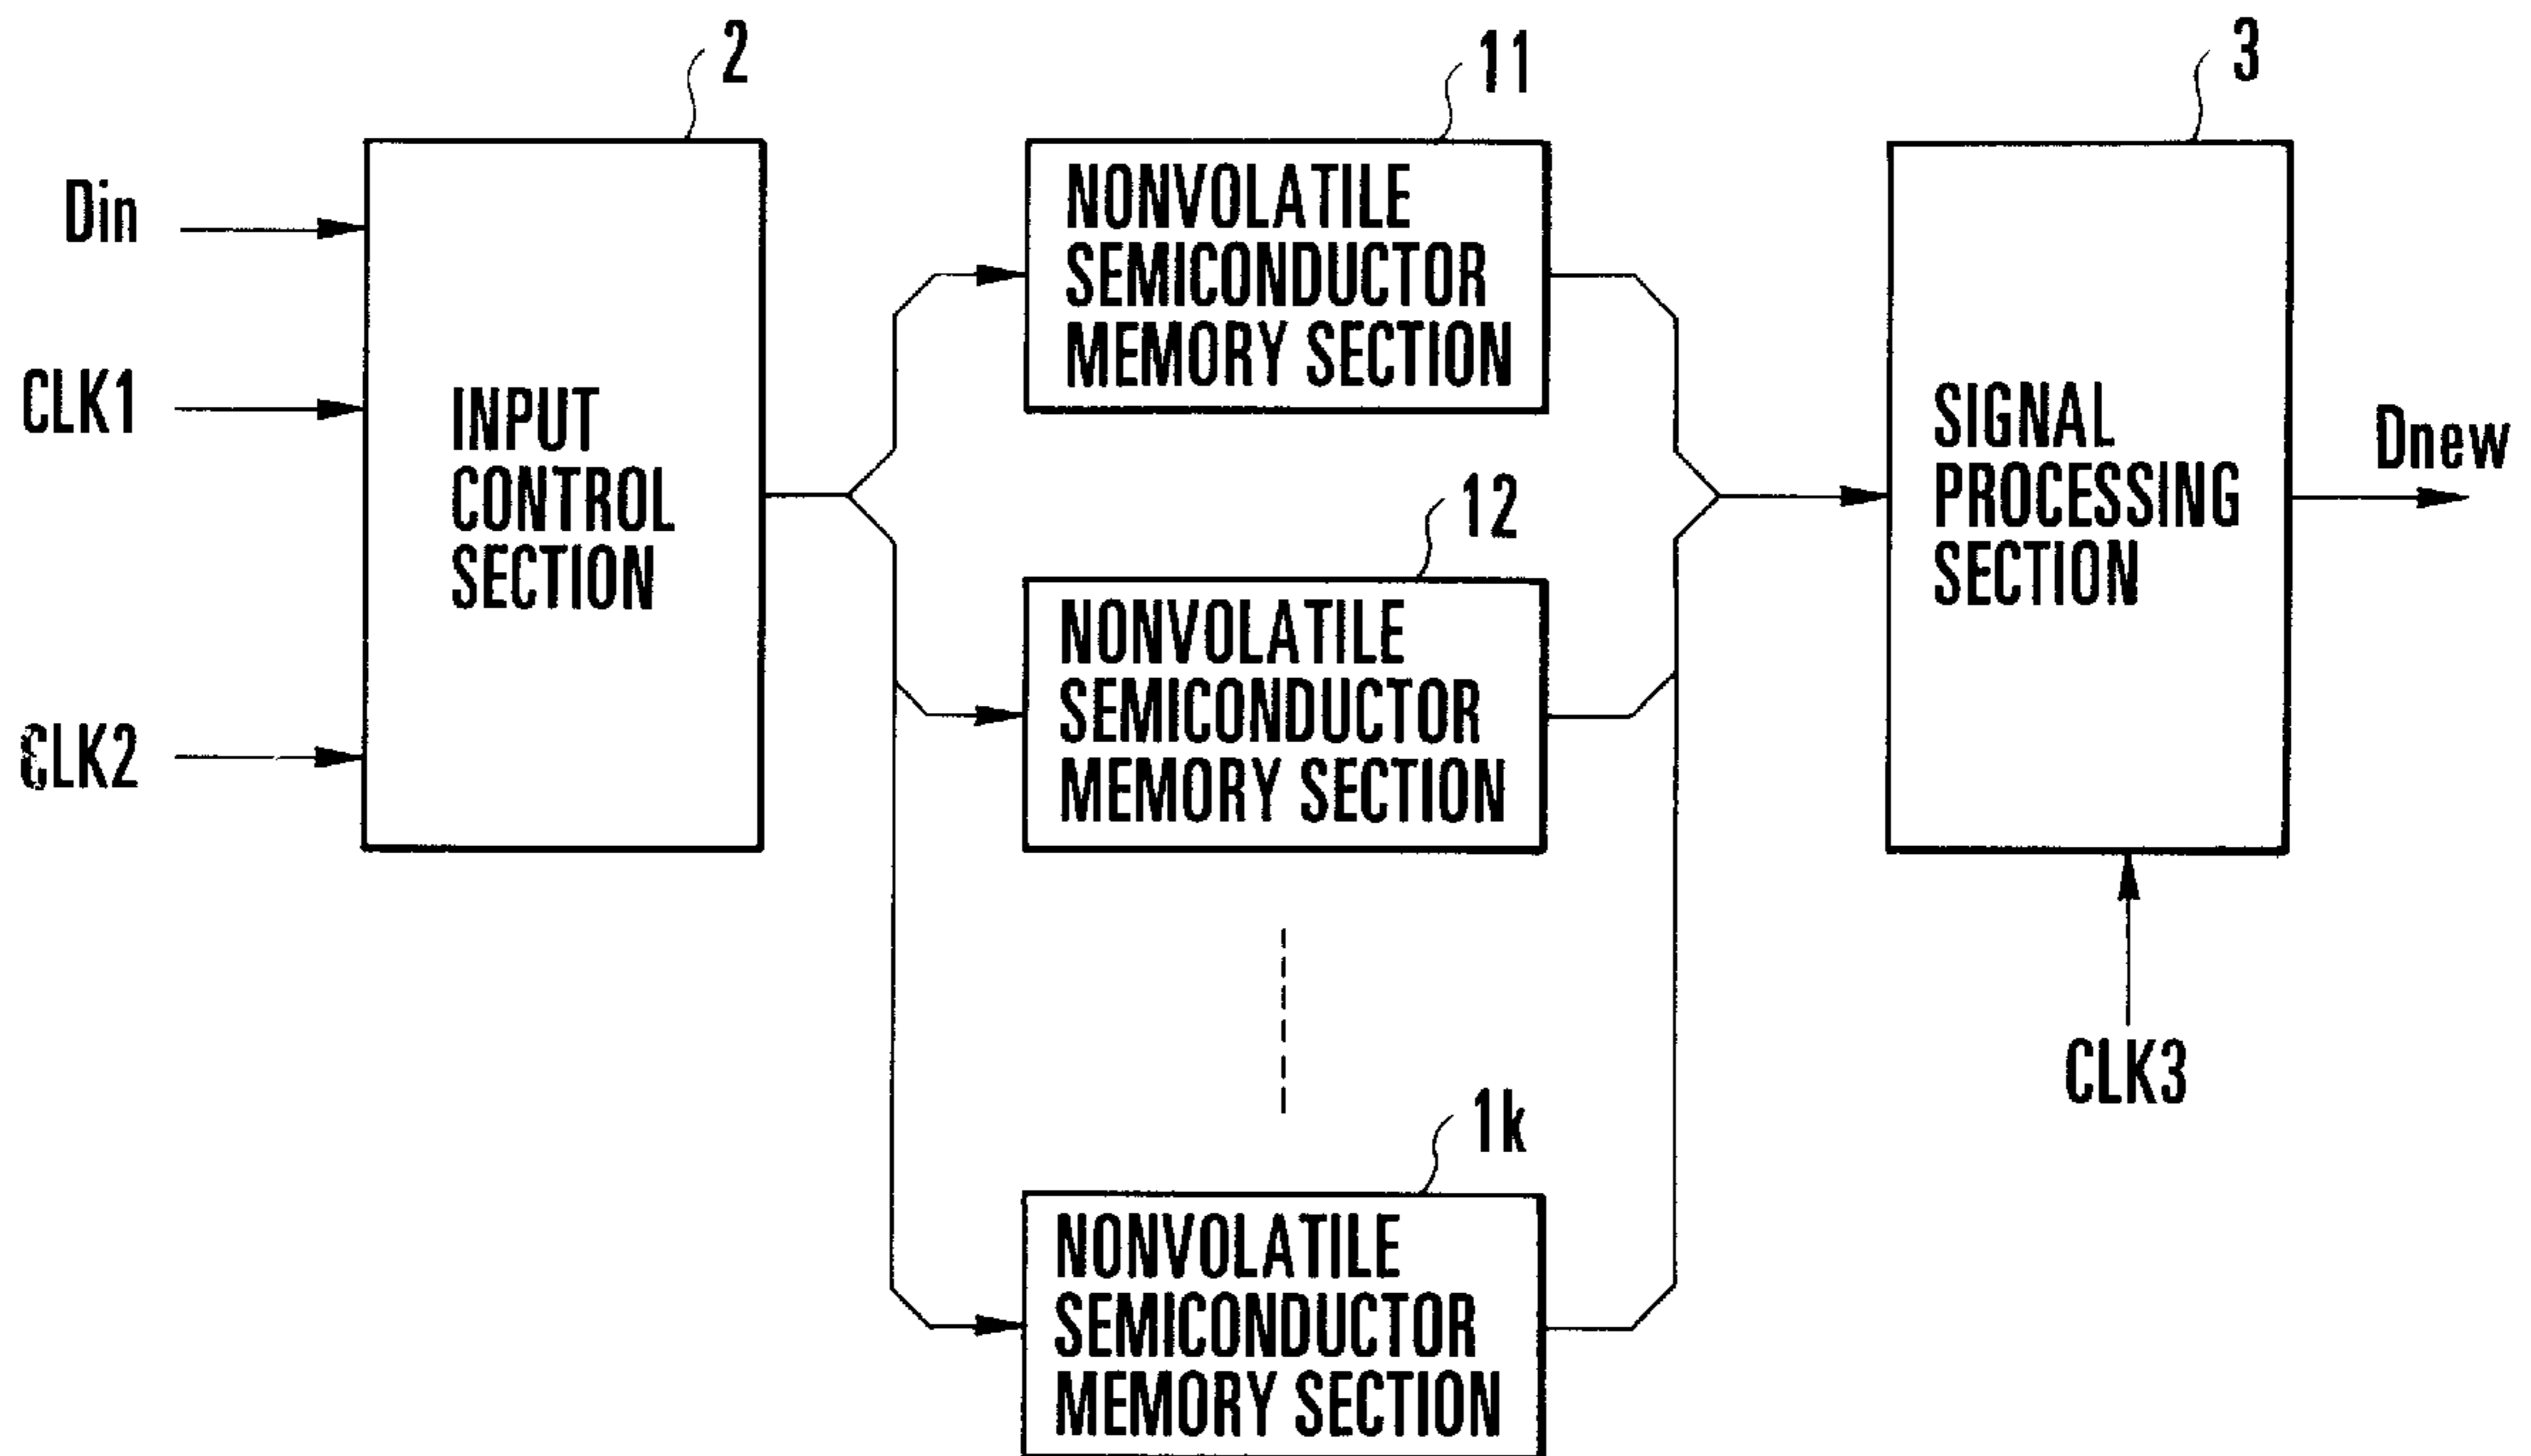 2
11
3
Din
CLK1
CLK2
INPUT
CONTROL
SECTION
NONVOLATILE
SEMICONDUCTOR
MEMORY SECTION
12
NONVOLATILE
SEMICONDUCTOR
MEMORY SECTION
1k
NONVOLATILE
SEMICONDUCTOR
MEMORY SECTION
SIGNAL
PROCESSING
SECTION
Dnew
CLK3